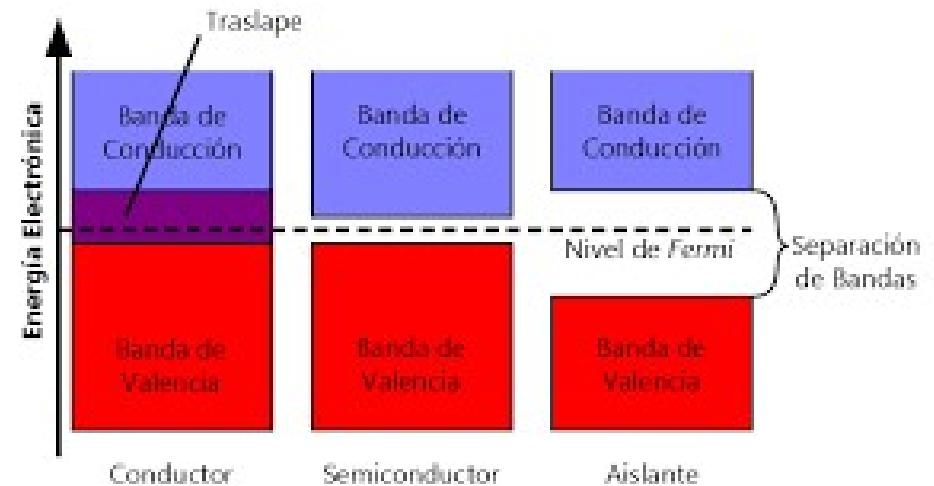 Traslape
Energía Electrónica
Banda de
Conducción
Banda de
Conducción
Banda de
Conducción
Nivel de Fermi
Separación
de Bandas
Banda de
Valencia
Banda de
Valencia
Banda de
Valencia
Conductor
Semiconductor
Aislante